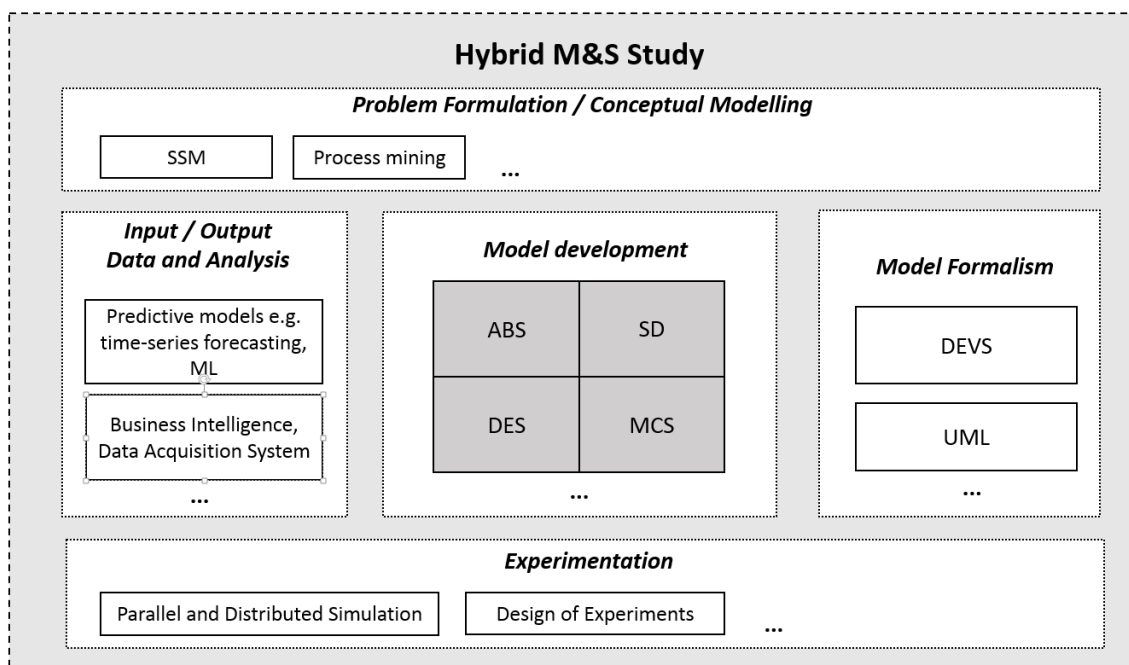 Hybrid M&S Study
Problem Formulation / Conceptual Modelling
SSM
Process mining
...
Input / Output
Data and Analysis
Predictive models e.g.
time-series forecasting,
ML
Business Intelligence,
Data Acquisition System
...
Model development
ABS
SD
DES
MCS
...
Model Formalism
DEVS
UML
...
Experimentation
Parallel and Distributed Simulation
Design of Experiments
...